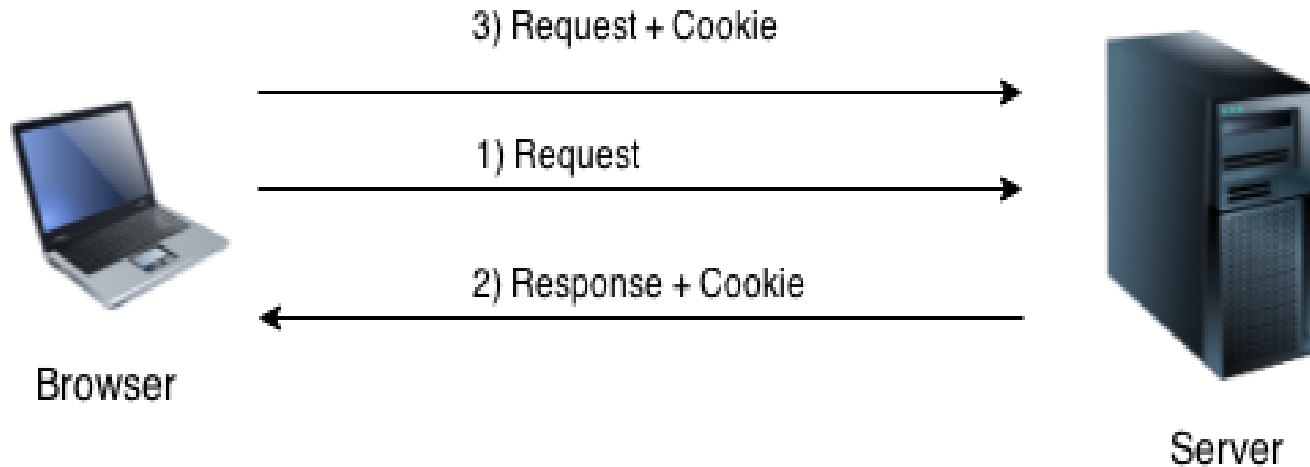 3) Request + Cookie
1) Request
2) Response + Cookie
Browser
Server